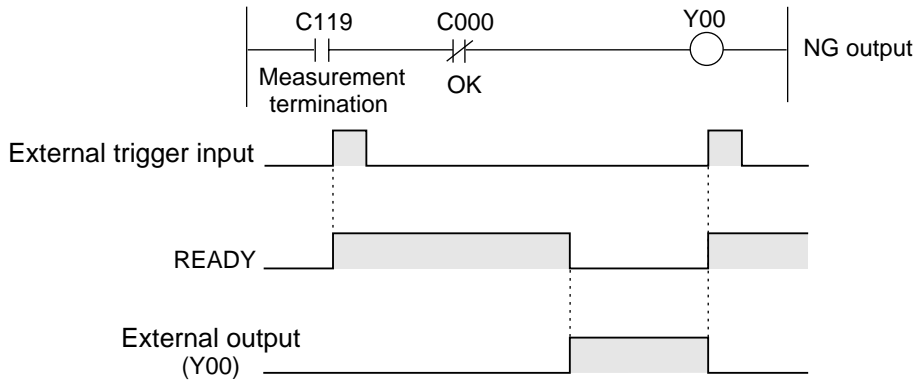 C119 C000 Y00
NG output
Measurement
termination
OK
External trigger input
READY
External output
(Y00)